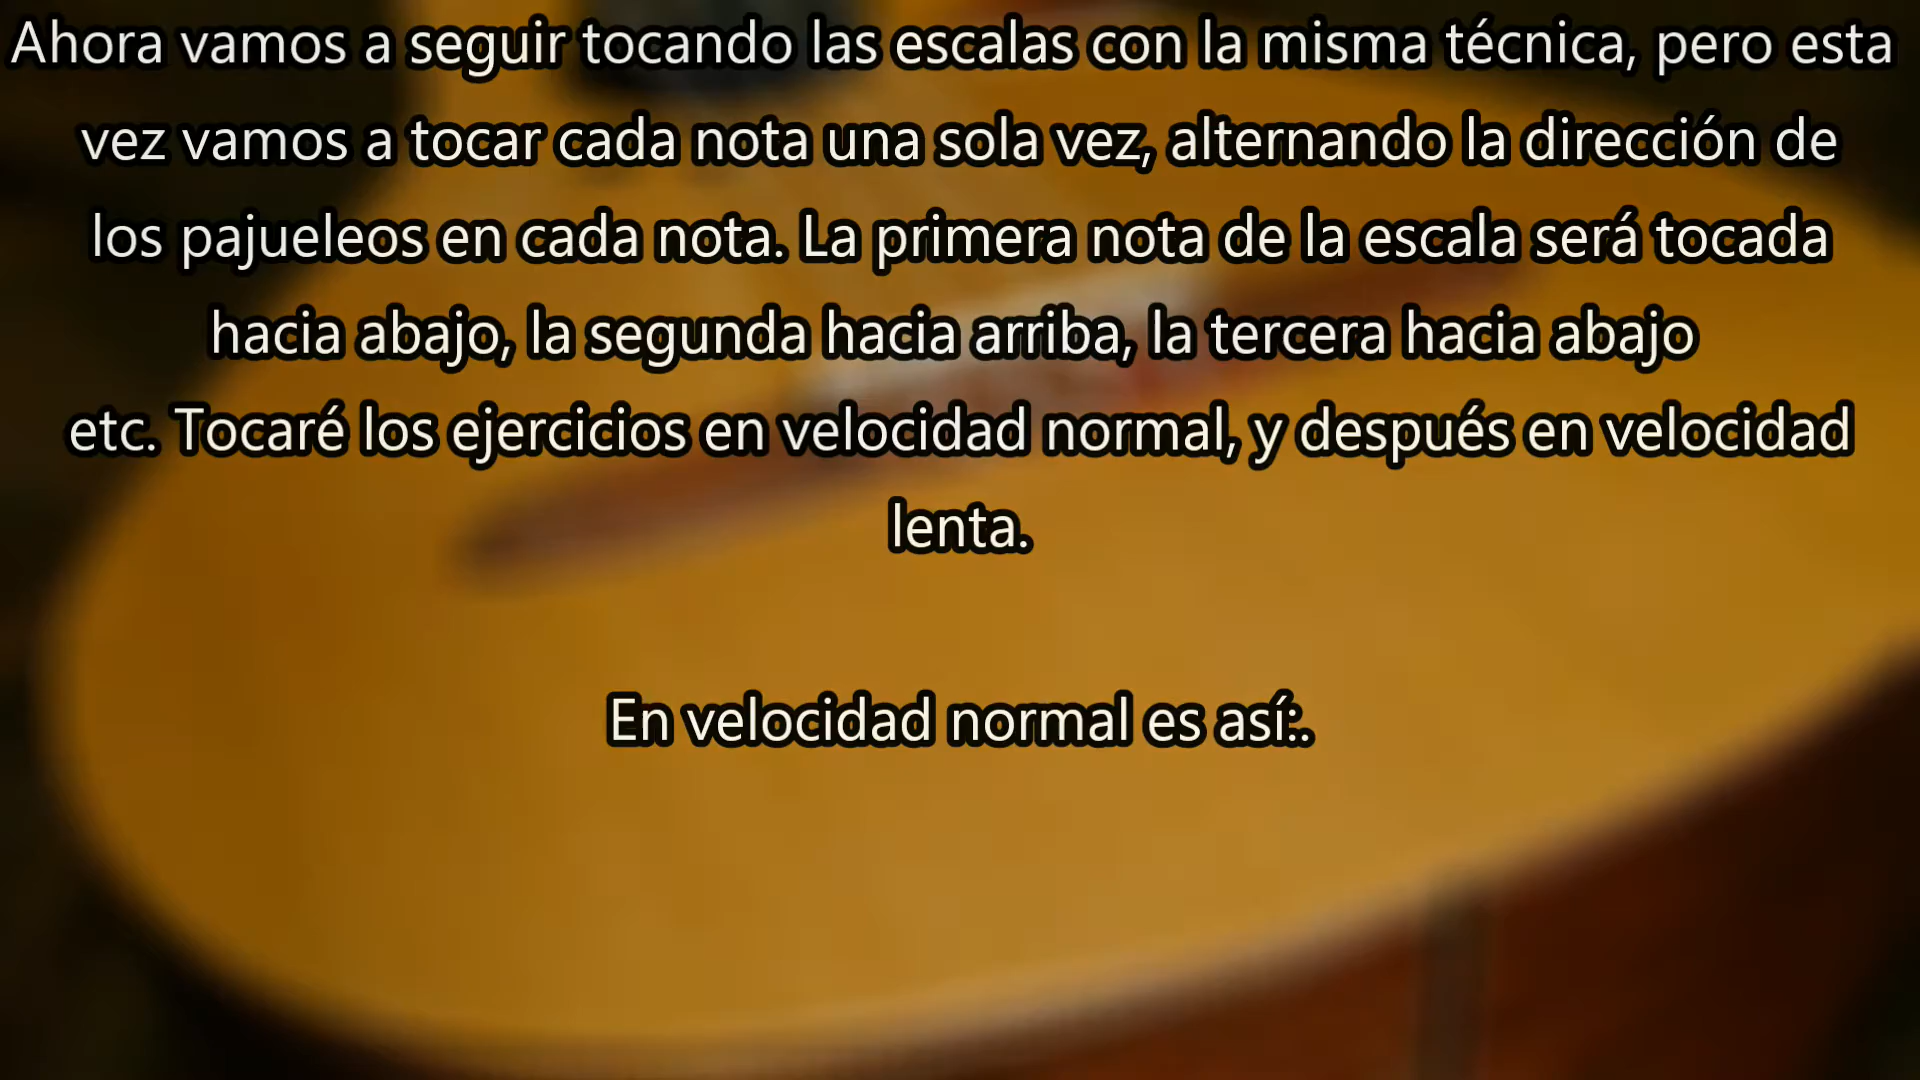 Ahora vamos a seguir tocando las escalas con la misma técnica, pero esta
vez vamos a tocar cada nota una sola vez, alternando la dirección de
los pajueleos en cada nota. La primera nota de la escala será tocada
hacia abajo, la segunda hacia arriba, la tercera hacia abajo
etc. Tocaré los ejercicios en velocidad normal, y después en velocidad
lenta.
En velocidad normal es así:.